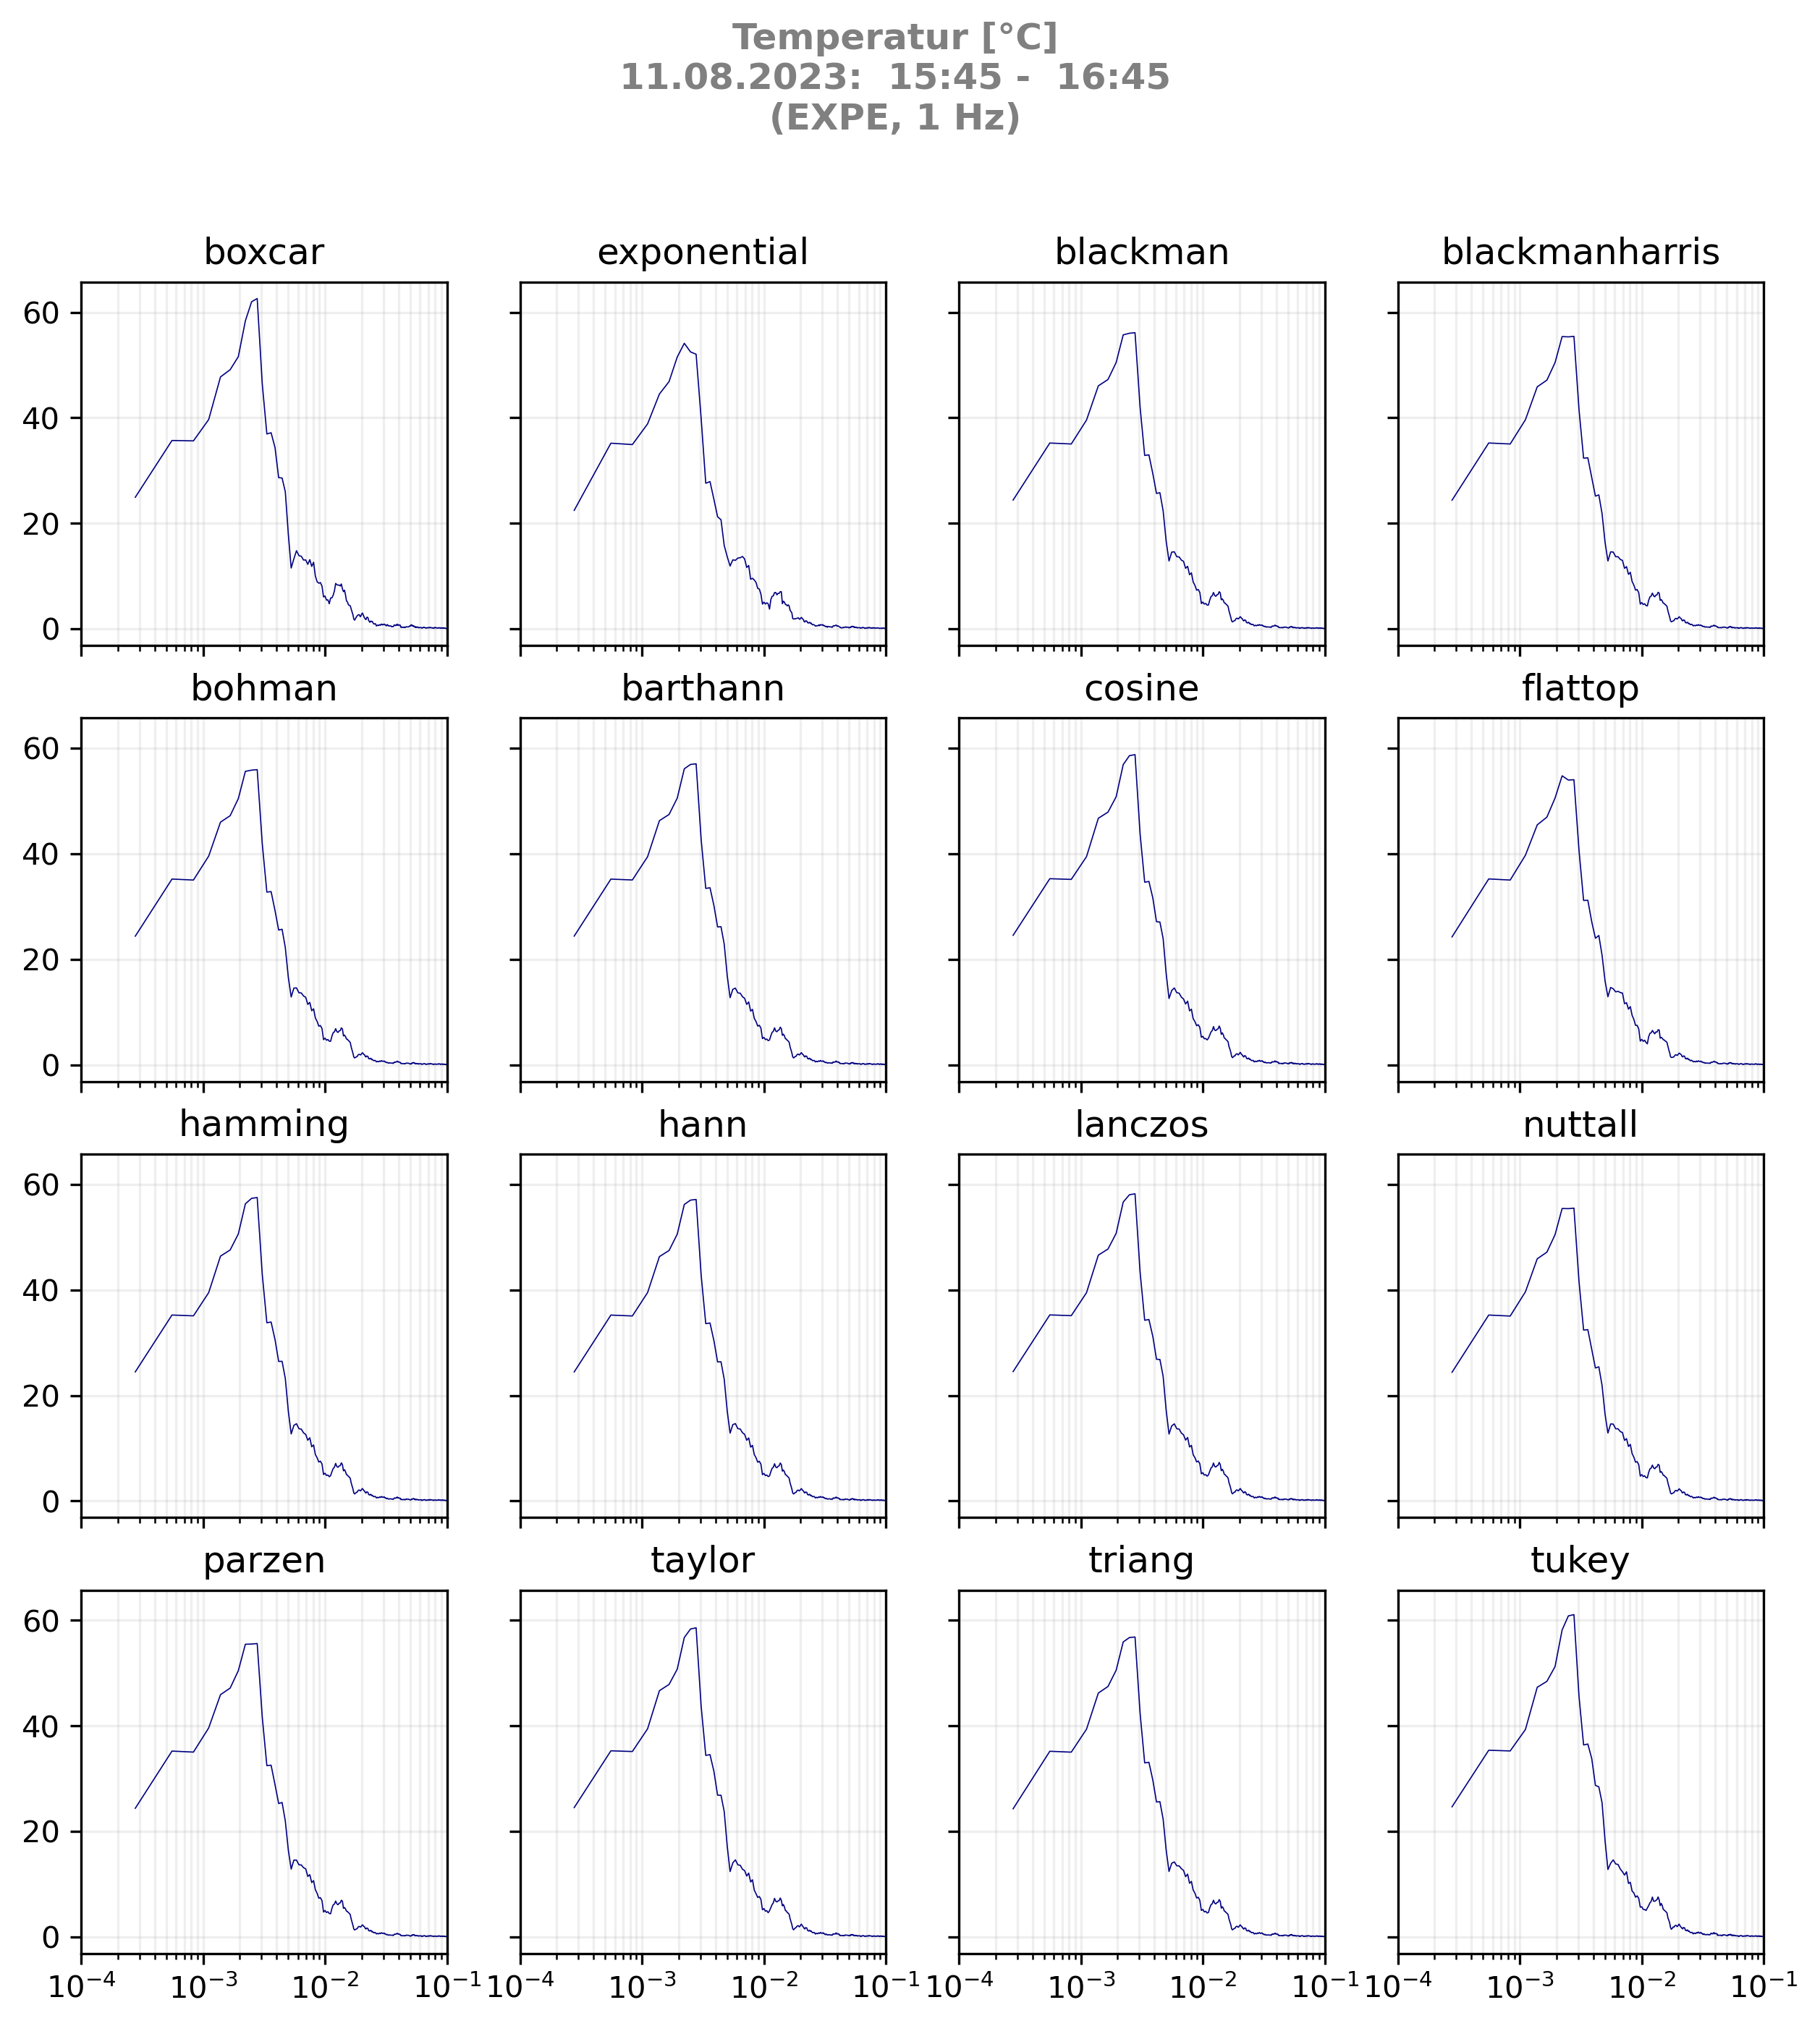 Temperatur [°C]
11.08.2023:  15:45 -  16:45
(EXPE, 1 Hz)
boxcar exponential blackman blackmanharris
60
40
20
0
bohman barthann cosine flattop
60
40
20
0
hamming hann lanczos nuttall
60
40
20
0
parzen taylor triang tukey
60
40
20
0
10⁻⁴ 10⁻³ 10⁻² 10⁻¹ 10⁻⁴ 10⁻³ 10⁻² 10⁻¹ 10⁻⁴ 10⁻³ 10⁻² 10⁻¹ 10⁻⁴ 10⁻³ 10⁻² 10⁻¹